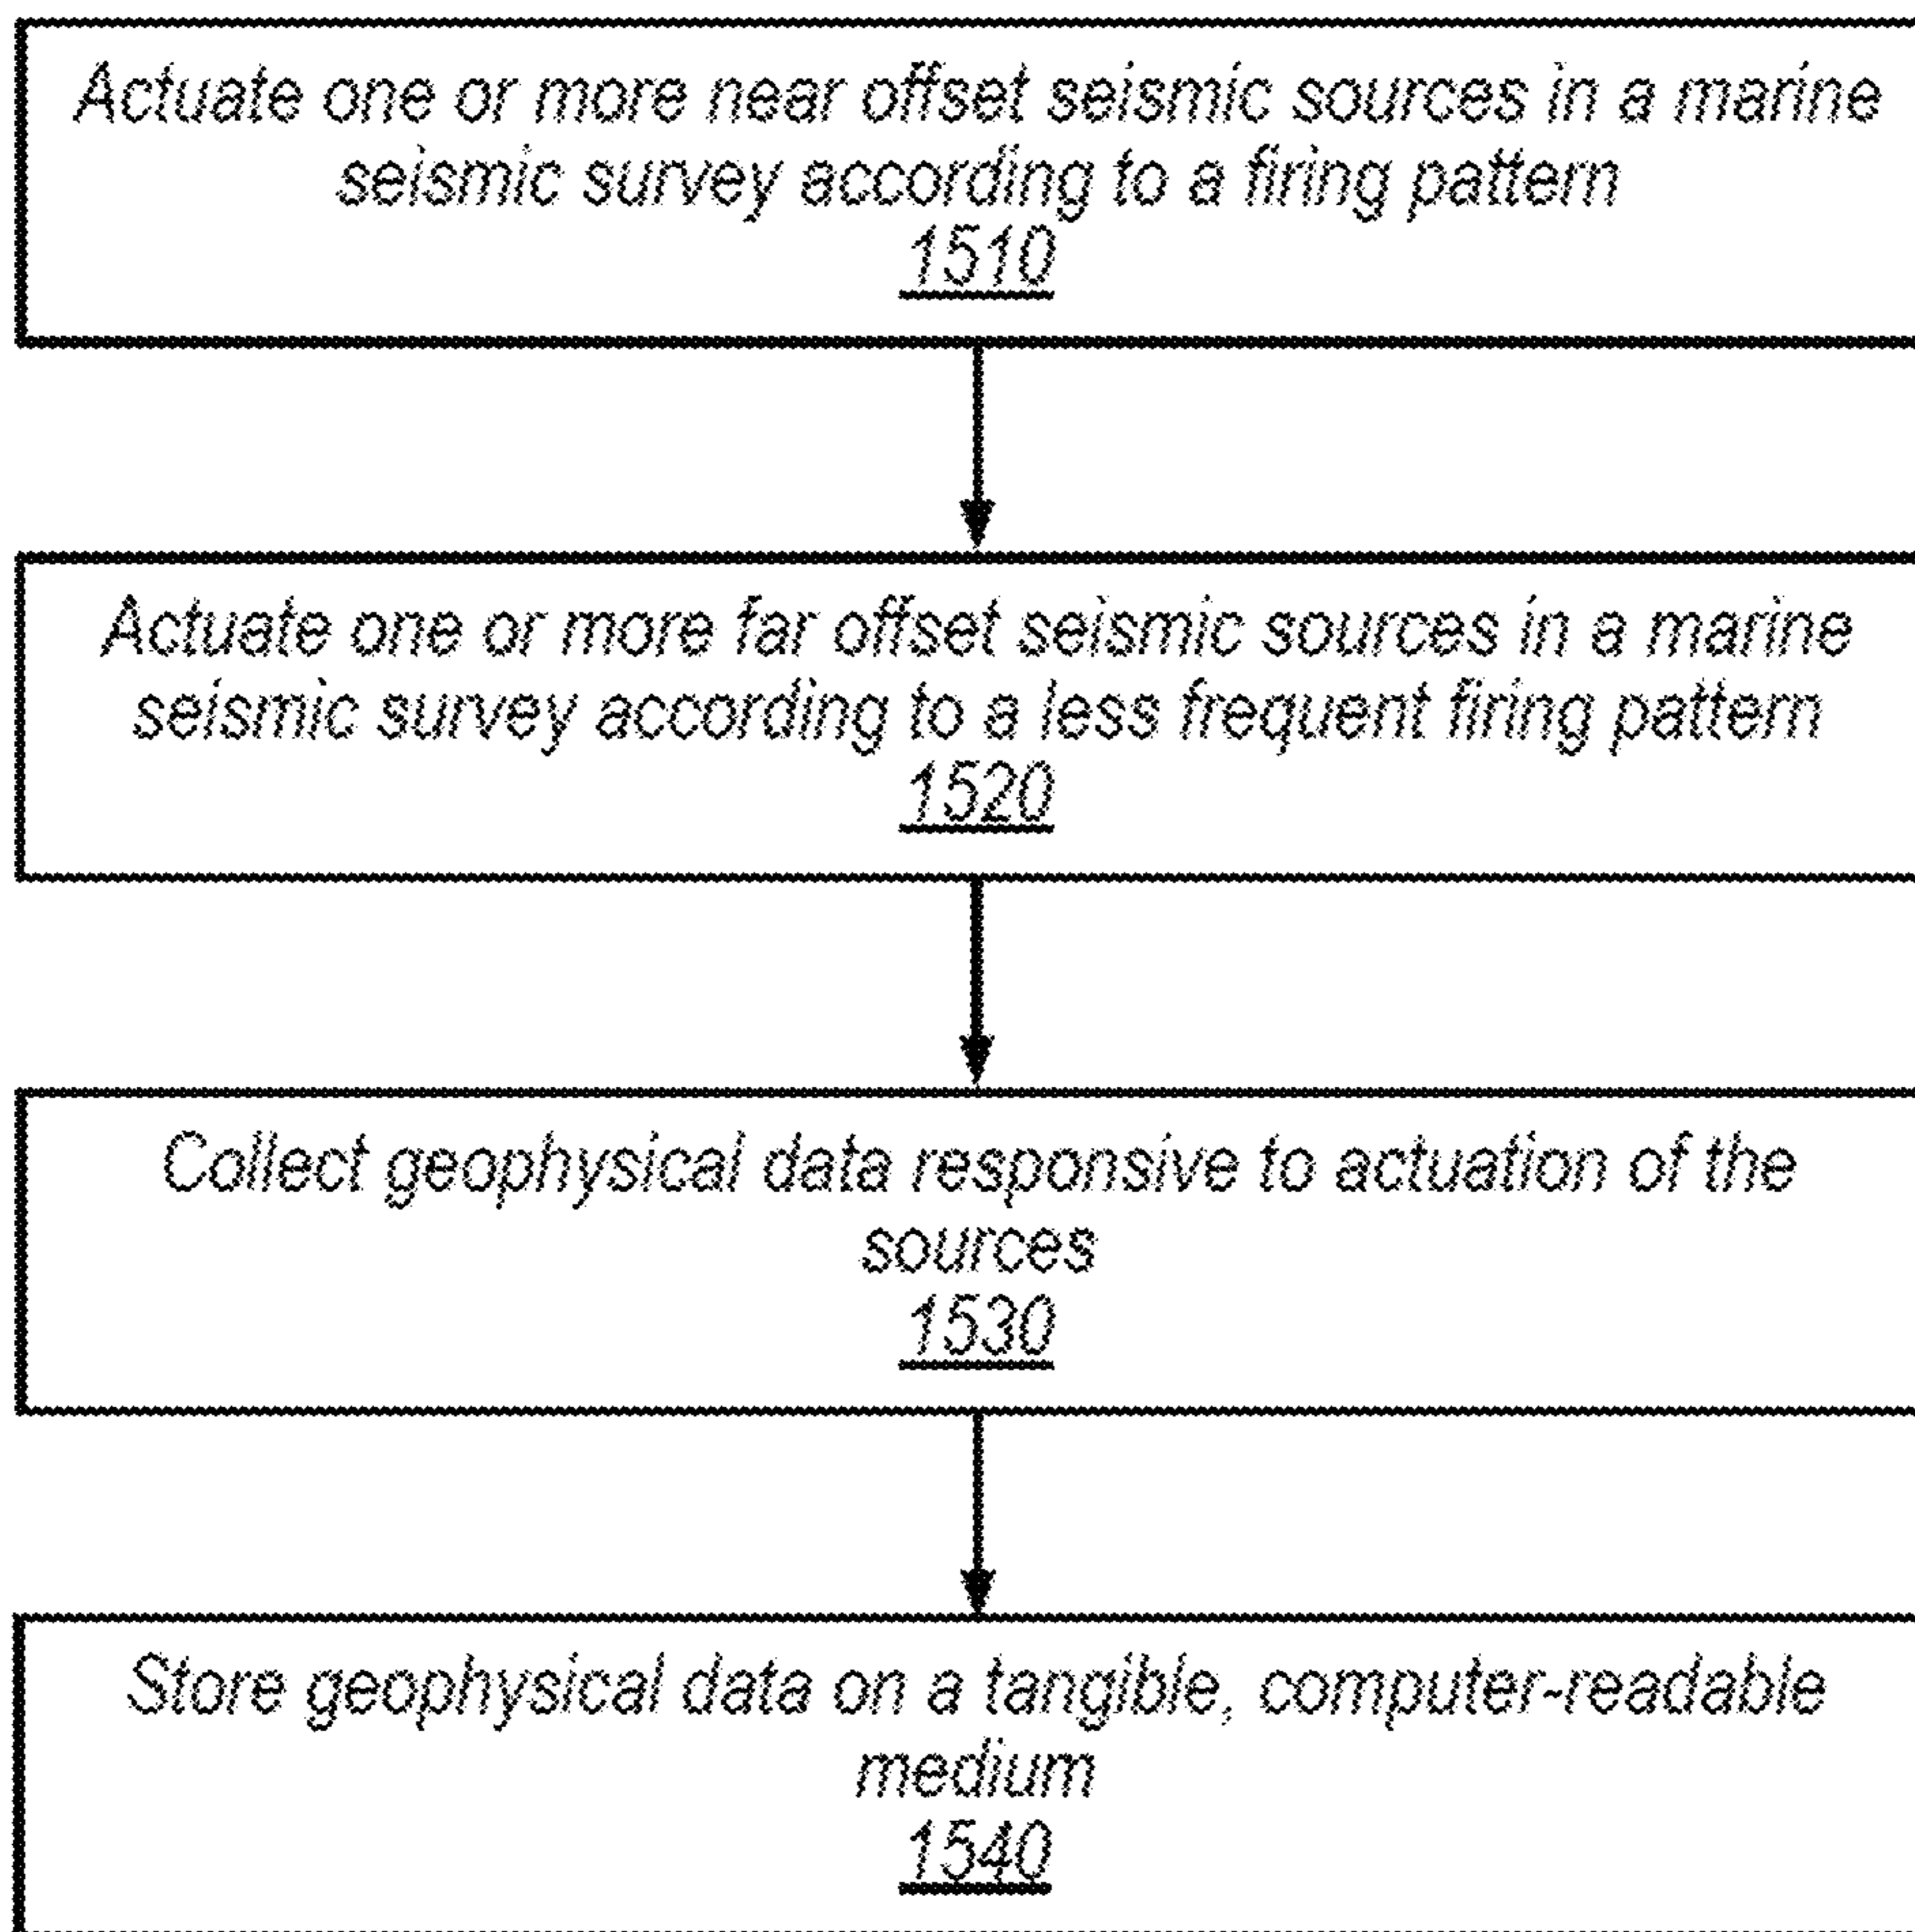 Actuate one or more near offset seismic sources in a marine
seismic survey according to a firing pattern
1510
Actuate one or more far offset seismic sources in a marine
seismic survey according to a less frequent firing pattern
1520
Collect geophysical data responsive to actuation of the
sources
1530
Store geophysical data on a tangible, computer-readable
medium
1540